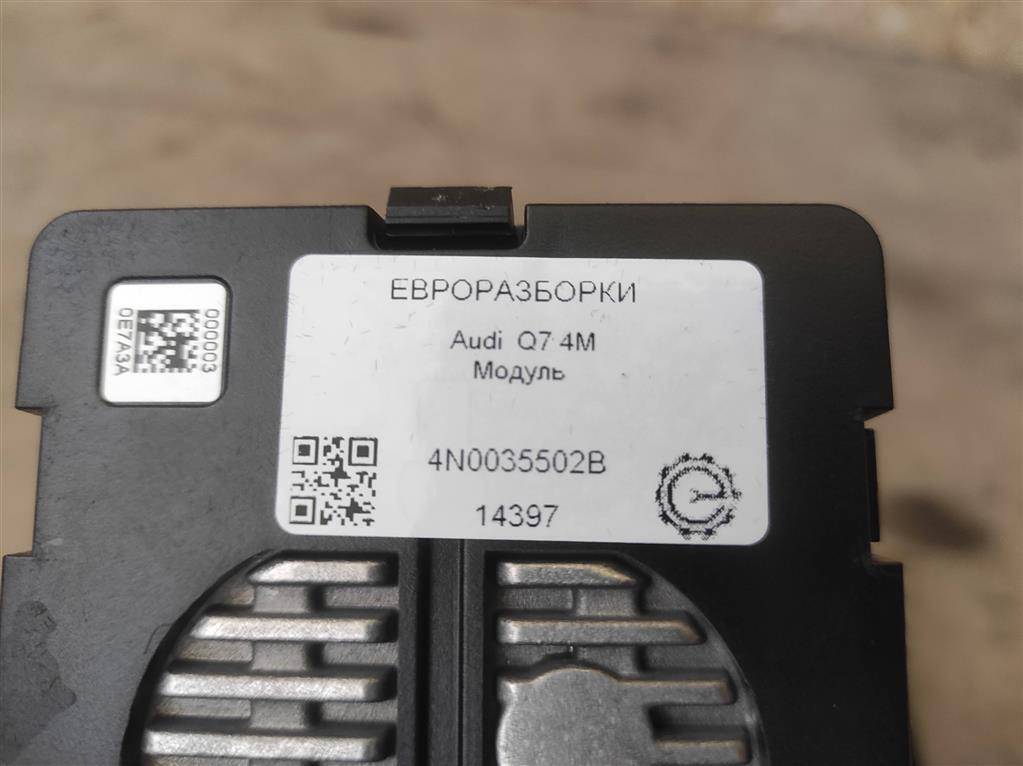 ЕВРОРАЗБОРКИ
Audi Q7 4M
Модуль
4N0035502B
14397
000003
0E7A3A